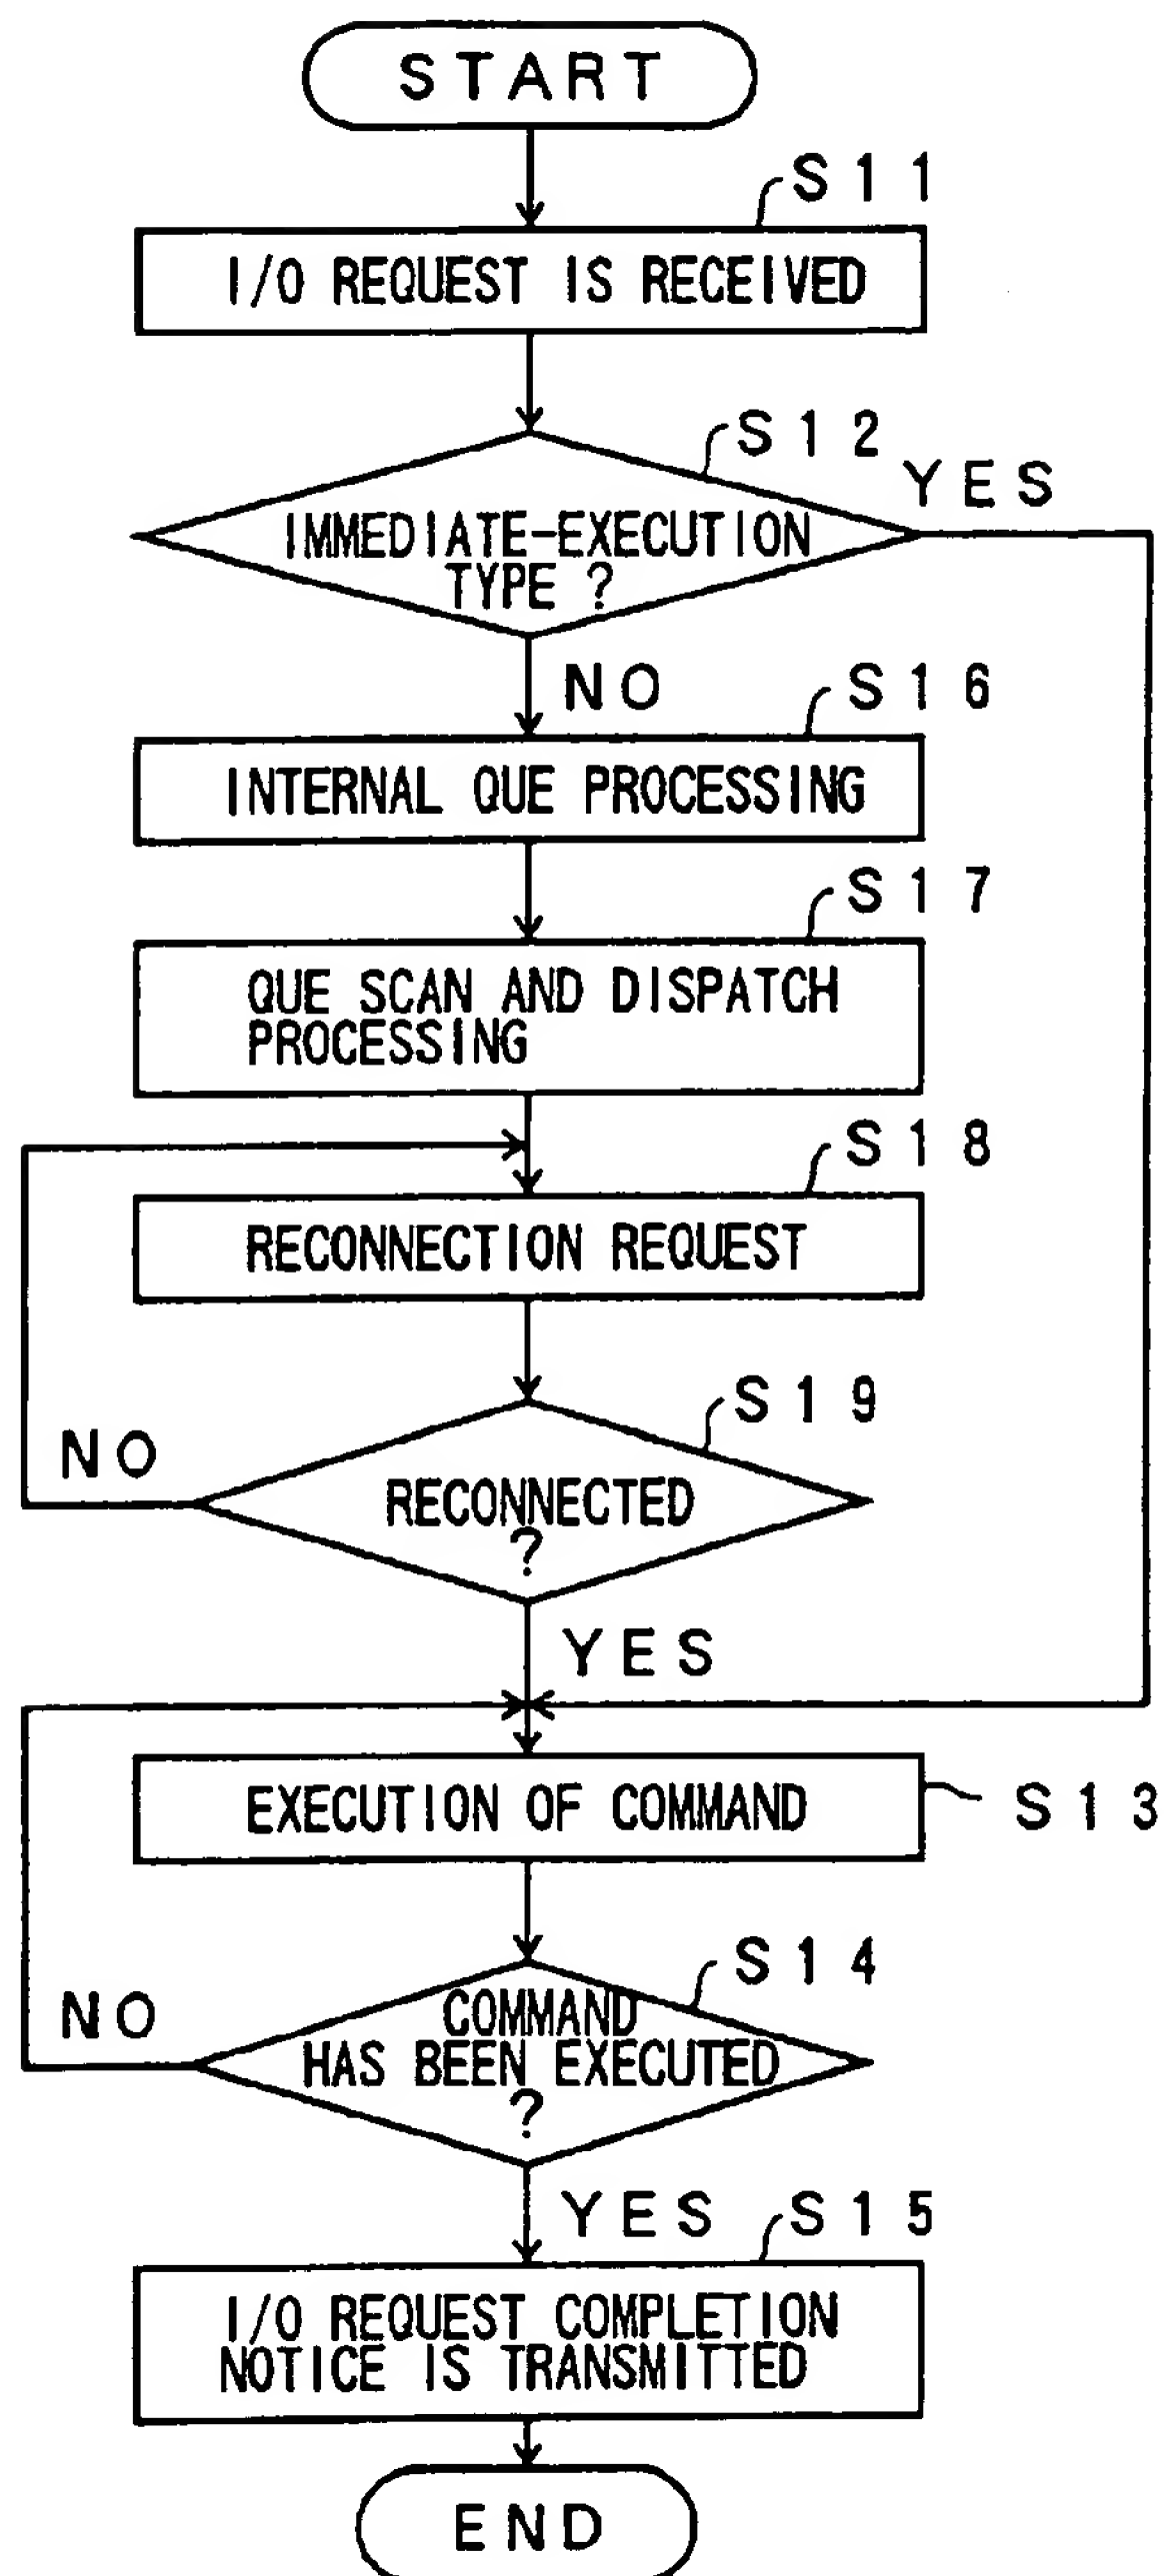 START
S11
I/O REQUEST IS RECEIVED
S12
YES
IMMEDIATE-EXECUTION
TYPE ?
NO
S16
INTERNAL QUE PROCESSING
S17
QUE SCAN AND DISPATCH
PROCESSING
S18
RECONNECTION REQUEST
S19
NO
RECONNECTED
?
YES
EXECUTION OF COMMAND
S13
S14
NO
COMMAND
HAS BEEN EXECUTED
?
YES
S15
I/O REQUEST COMPLETION
NOTICE IS TRANSMITTED
END